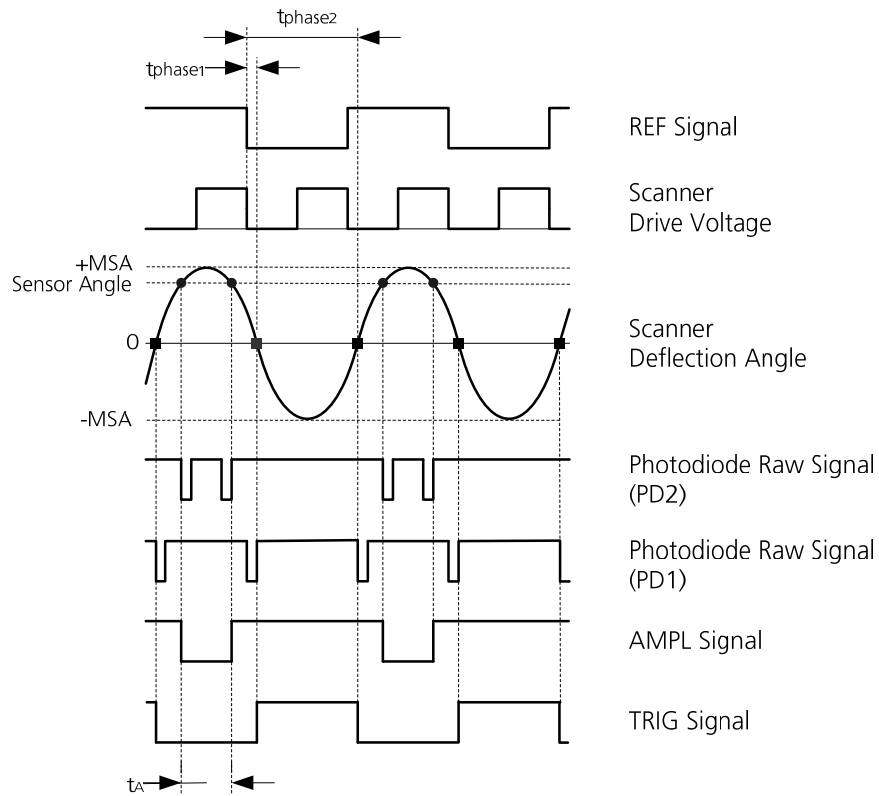 tphase2
tphase1
REF Signal
Scanner
Drive Voltage
+MSA
Sensor Angle
0
Scanner
Deflection Angle
-MSA
Photodiode Raw Signal
(PD2)
Photodiode Raw Signal
(PD1)
AMPL Signal
TRIG Signal
tA